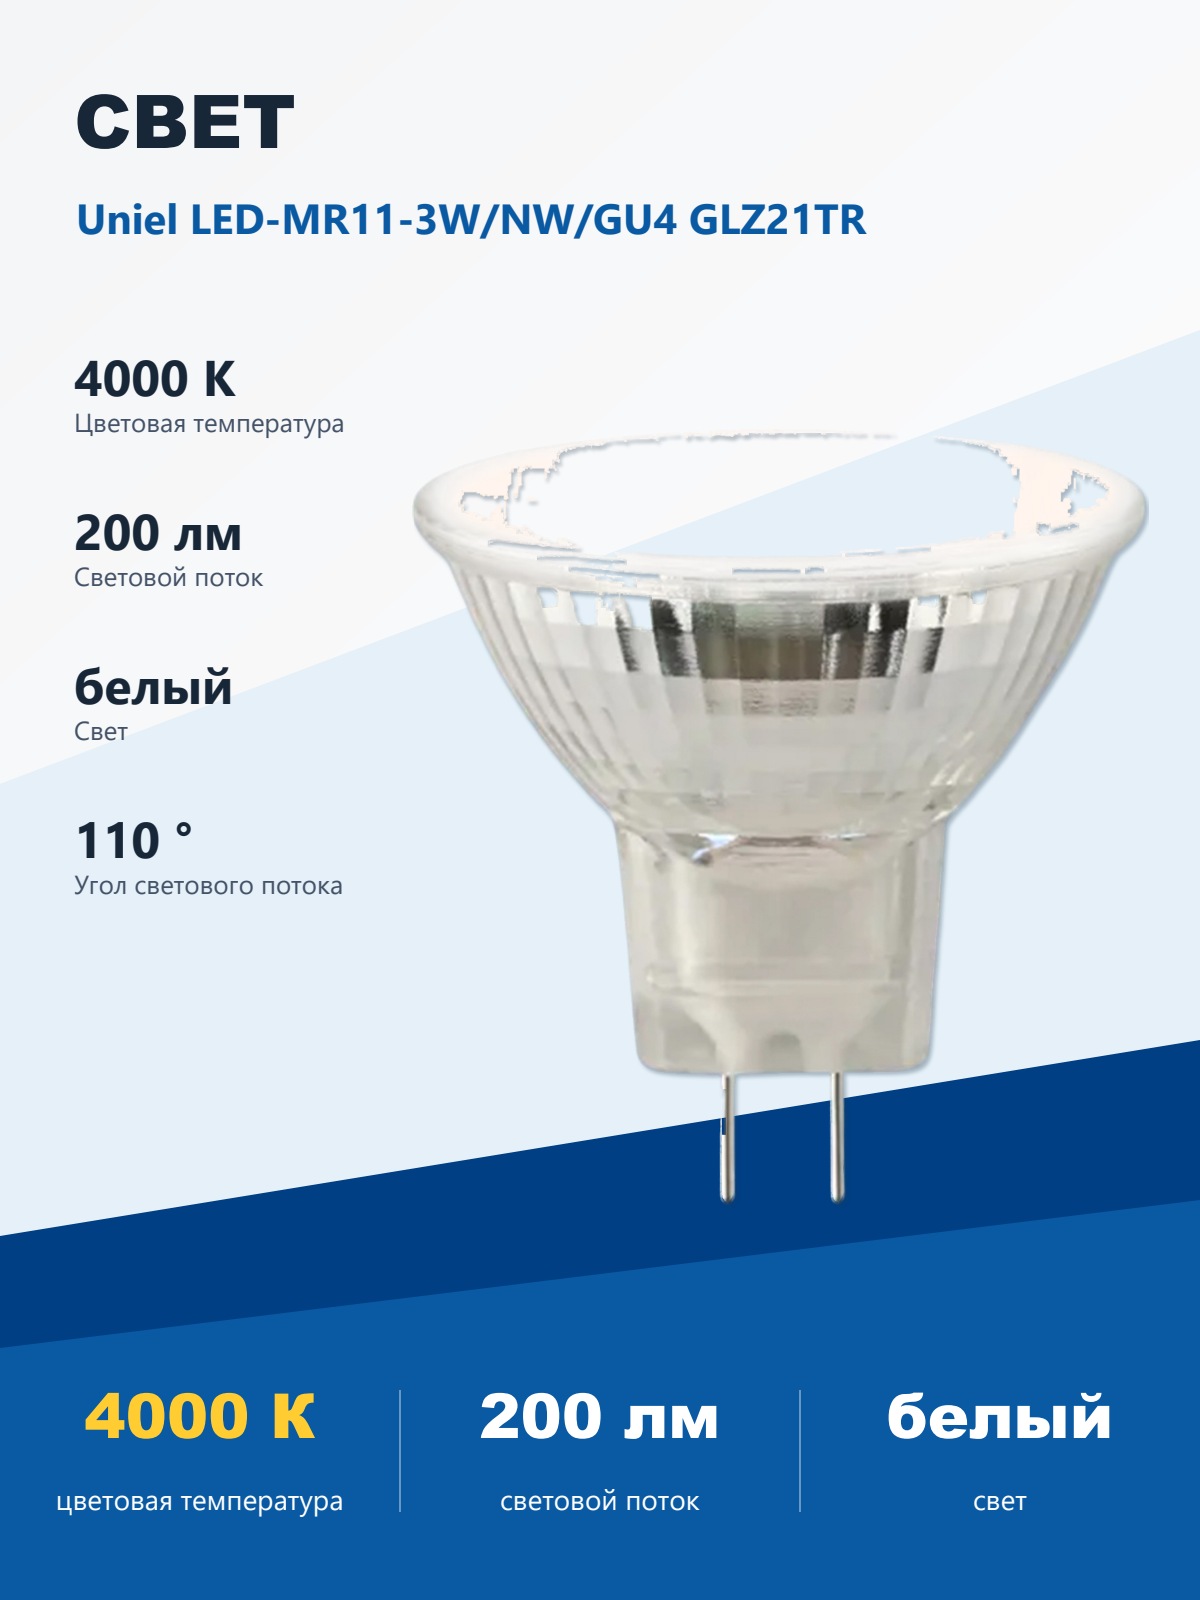 СВЕТ
Uniel LED-MR11-3W/NW/GU4 GLZ21TR
4000 К
Цветовая температура
200 лм
Световой поток
белый
Свет
110 °
Угол светового потока
4000 К
цветовая температура
200 лм
световой поток
белый
свет